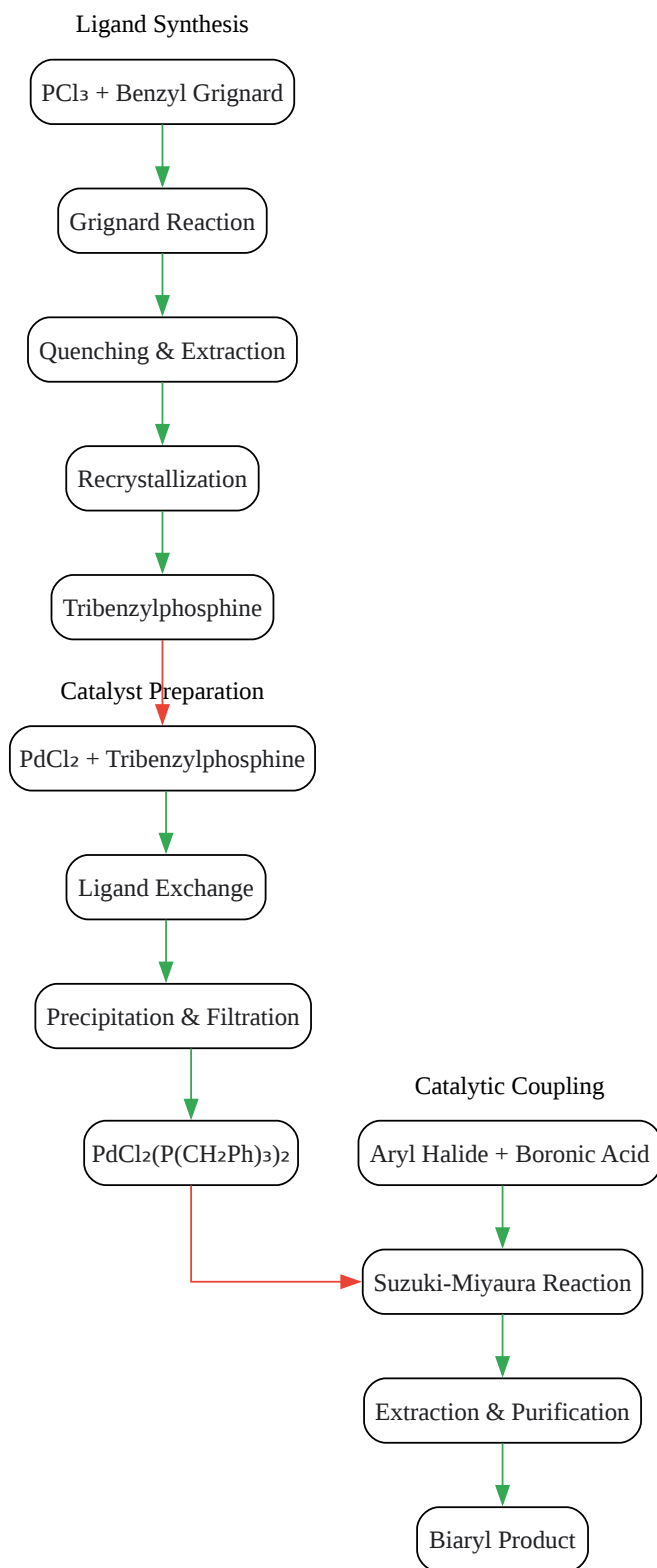 Ligand Synthesis
PCl₃ + Benzyl Grignard
Grignard Reaction
Quenching & Extraction
Recrystallization
Tribenzylphosphine
Catalyst Preparation
PdCl₂ + Tribenzylphosphine
Ligand Exchange
Precipitation & Filtration
PdCl₂(P(CH₂Ph)₃)₂
Catalytic Coupling
Aryl Halide + Boronic Acid
Suzuki-Miyaura Reaction
Extraction & Purification
Biaryl Product